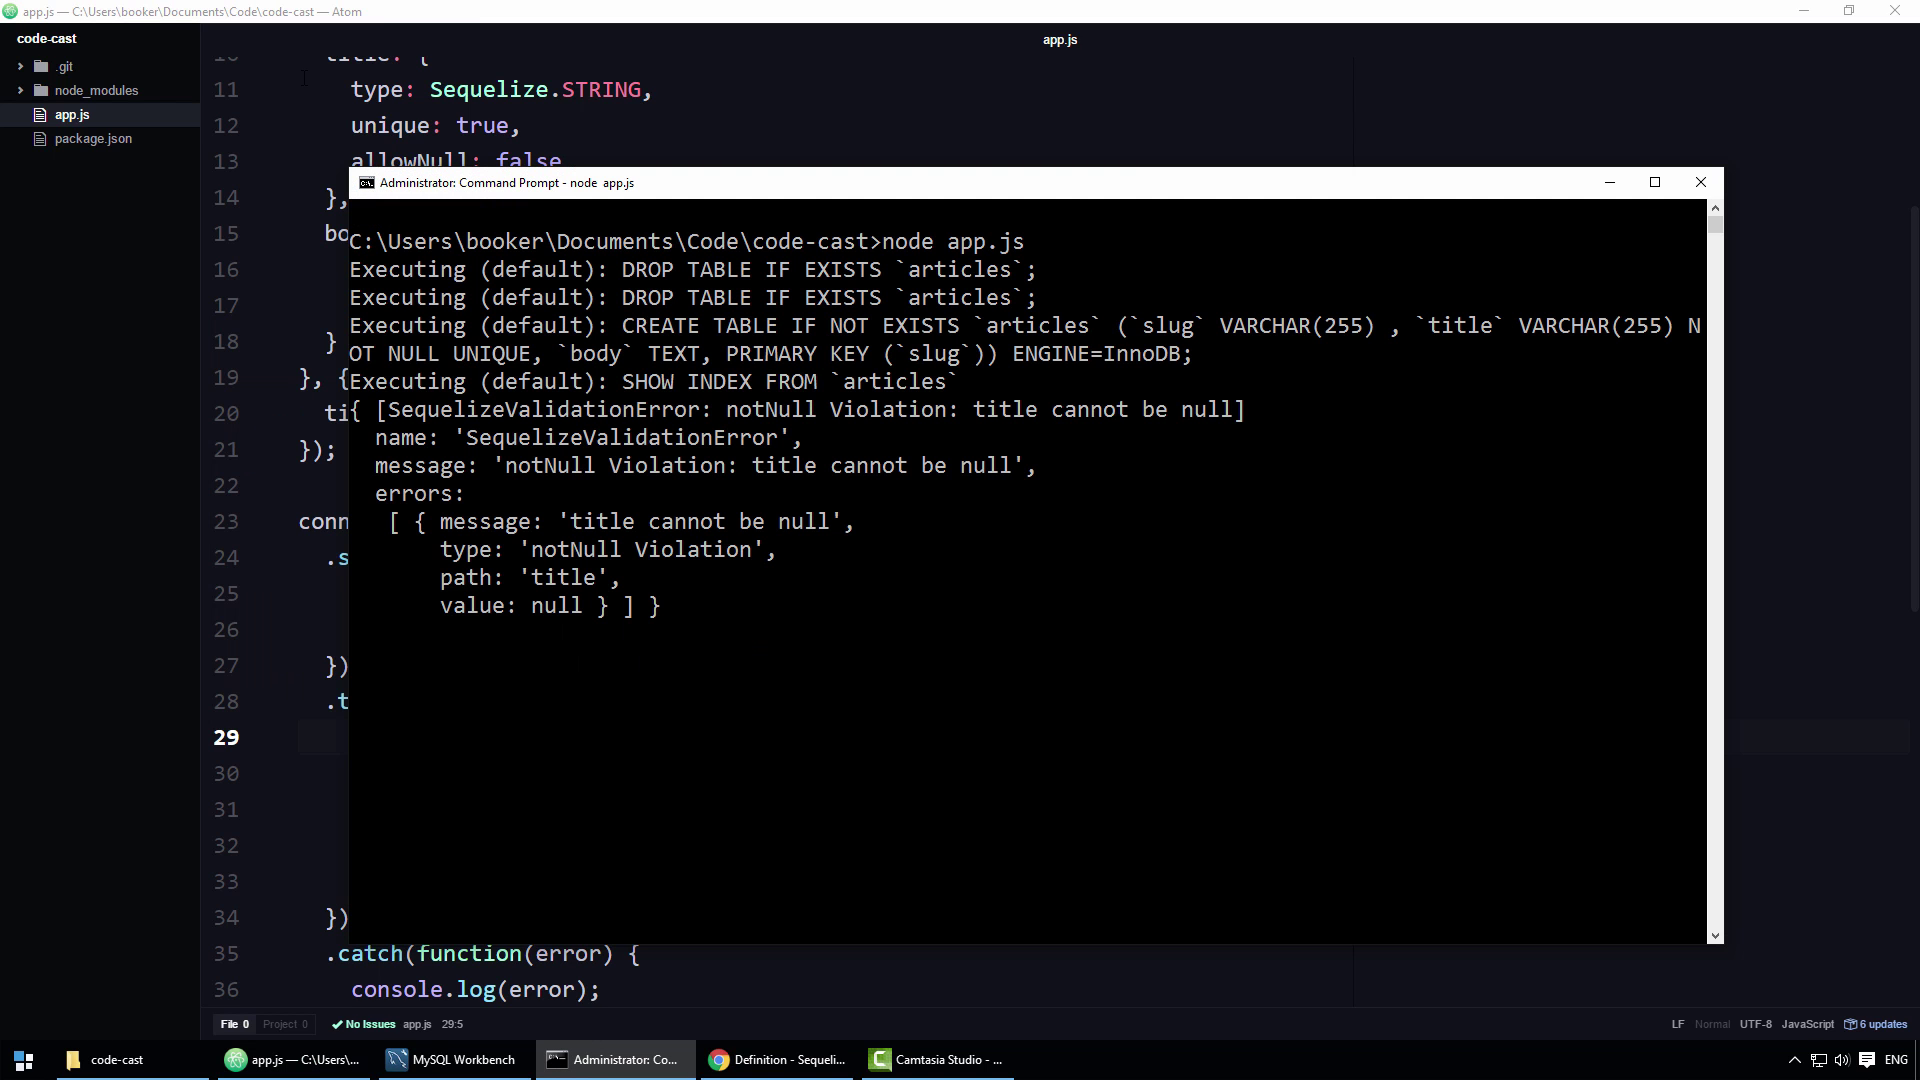 app.js — C:\Users\booker\Documents\Code\code-cast — Atom
code-cast
.git
node_modules
app.js
package.json
app.js
10 title: {
11 type: Sequelize.STRING,
12 unique: true,
13 allowNull: false
14 },
15 bo
16
17
18 }
19 }, {
20 ti
21 });
22
23 conn
24 .s
25
26
27 })
28 .t
29
30
31
32
33
34 })
35 .catch(function(error) {
36 console.log(error);
Administrator: Command Prompt - node app.js
C:\Users\booker\Documents\Code\code-cast>node app.js
Executing (default): DROP TABLE IF EXISTS `articles`;
Executing (default): DROP TABLE IF EXISTS `articles`;
Executing (default): CREATE TABLE IF NOT EXISTS `articles` (`slug` VARCHAR(255) , `title` VARCHAR(255) N
OT NULL UNIQUE, `body` TEXT, PRIMARY KEY (`slug`)) ENGINE=InnoDB;
Executing (default): SHOW INDEX FROM `articles`
{ [SequelizeValidationError: notNull Violation: title cannot be null]
name: 'SequelizeValidationError',
message: 'notNull Violation: title cannot be null',
errors:
[ { message: 'title cannot be null',
type: 'notNull Violation',
path: 'title',
value: null } ] }
File 0 Project 0 No Issues app.js 29:5 LF Normal UTF-8 JavaScript 6 updates
code-cast app.js — C:\Users\... MySQL Workbench Administrator: Co... Definition - Sequeli... Camtasia Studio - ... ENG